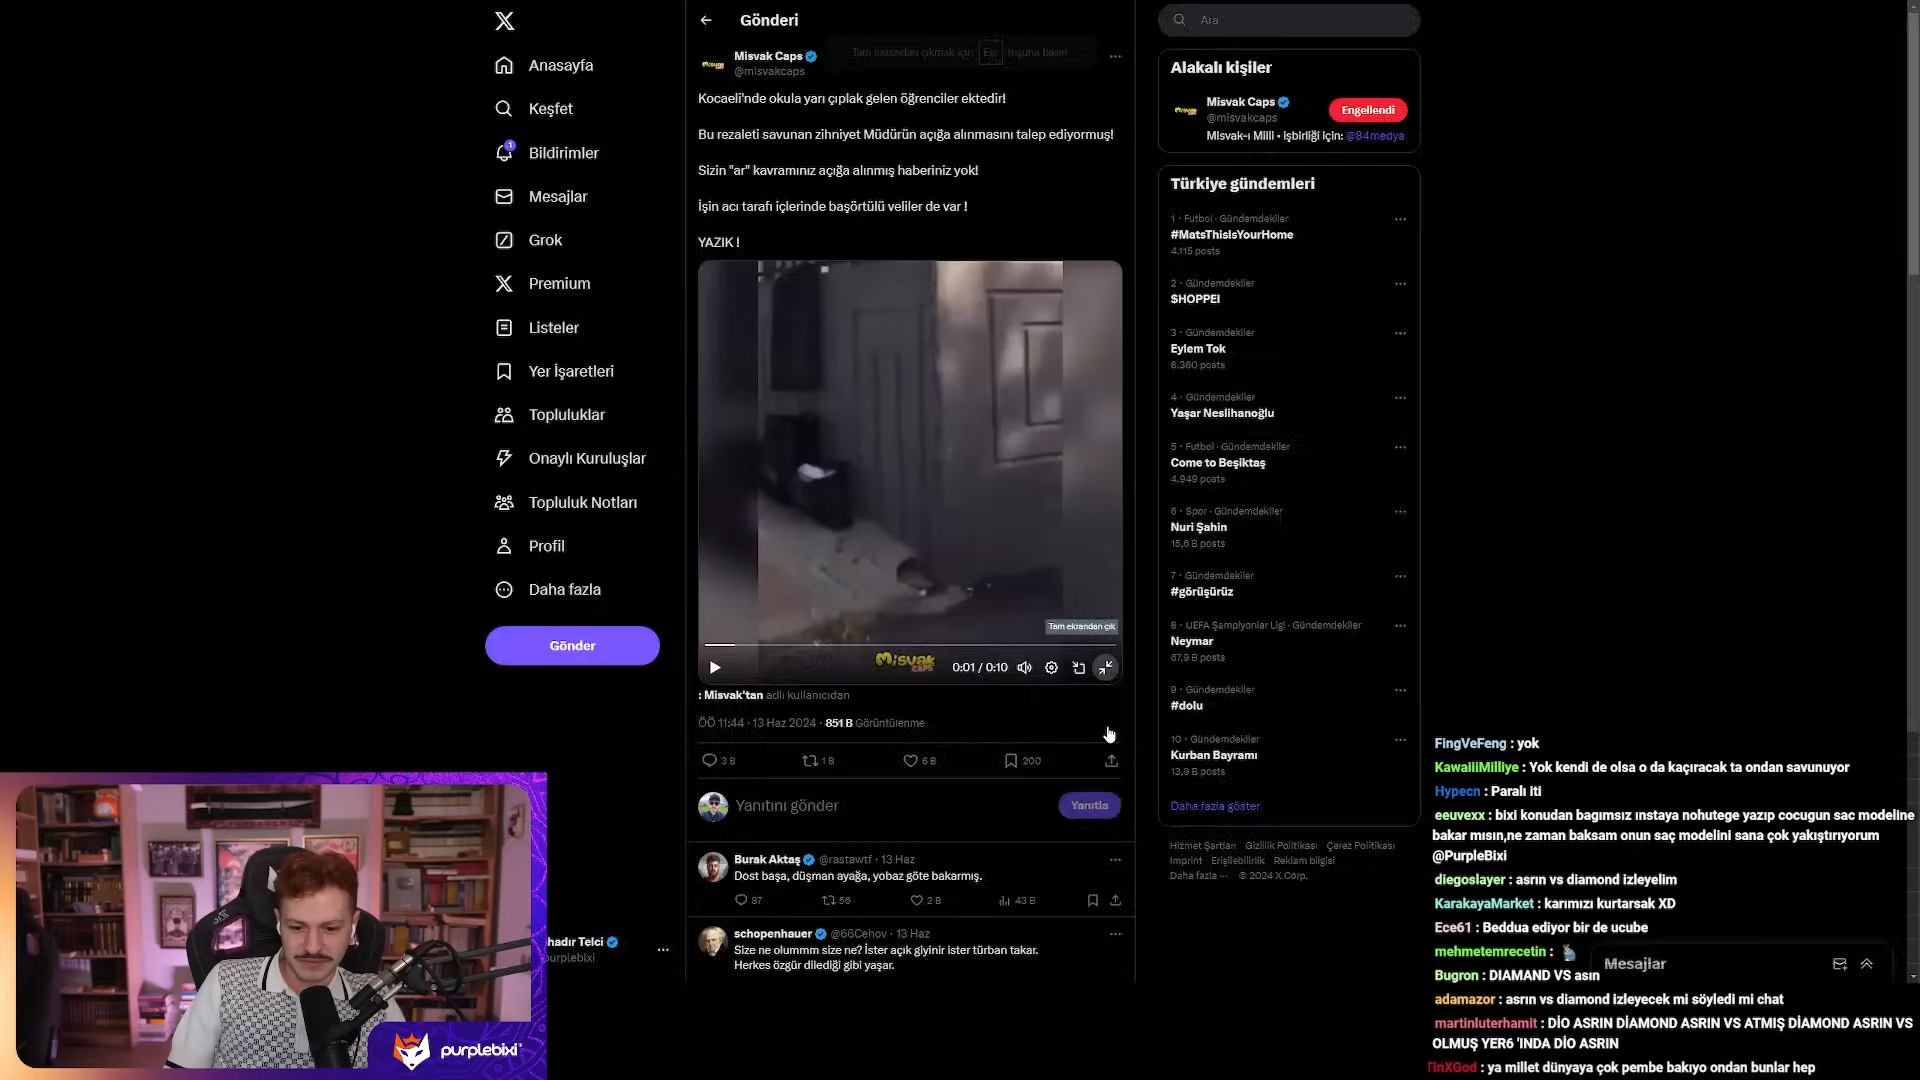 Anasayfa
Keşfet
1
Bildirimler
Mesajlar
Grok
Premium
Listeler
Yer İşaretleri
Topluluklar
Onaylı Kuruluşlar
Topluluk Notları
Profil
Daha fazla
Gönder
Gönderi
Misvak Caps
@misvakcaps
Tam ekrandan çıkmak için Esc tuşuna basın
Kocaeli'nde okula yarı çıplak gelen öğrenciler ektedir!
Bu rezaleti savunan zihniyet Müdürün açığa alınmasını talep ediyormuş!
Sizin "ar" kavramınız açığa alınmış haberiniz yok!
İşin acı tarafı içlerinde başörtülü veliler de var !
YAZIK !
Tam ekrandan çık
Misvak CAPS
0:01 / 0:10
: Misvak'tan adlı kullanıcıdan
ÖÖ 11:44 · 13 Haz 2024 · 851 B Görüntülenme
3 B
1 B
6 B
200
Yanıtını gönder
Yanıtla
Burak Aktaş @rastawtf · 13 Haz
Dost başa, düşman ayağa, yobaz göte bakarmış.
87
56
2 B
43 B
schopenhauer @66Cehov · 13 Haz
Size ne olummm size ne? İster açık giyinir ister türban takar.
Herkes özgür dilediği gibi yaşar.
Ara
Alakalı kişiler
Misvak Caps
@misvakcaps
Engellendi
Misvak-ı Milli • İşbirliği için: @84medya
Türkiye gündemleri
1 · Futbol · Gündemdekiler
#MatsThisIsYourHome
4.115 posts
2 · Gündemdekiler
$HOPPEI
3 · Gündemdekiler
Eylem Tok
6.360 posts
4 · Gündemdekiler
Yaşar Neslihanoğlu
5 · Futbol · Gündemdekiler
Come to Beşiktaş
4.949 posts
6 · Spor · Gündemdekiler
Nuri Şahin
15,6 B posts
7 · Gündemdekiler
#görüşürüz
8 · UEFA Şampiyonlar Ligi · Gündemdekiler
Neymar
67,9 B posts
9 · Gündemdekiler
#dolu
10 · Gündemdekiler
Kurban Bayramı
13,9 B posts
Daha fazla göster
Hizmet Şartları Gizlilik Politikası Çerez Politikası
Imprint Erişilebilirlik Reklam bilgisi
Daha fazla ··· © 2024 X Corp.
hadır Telci
purplebixi
purplebixi
Mesajlar
FingVeFeng : yok
KawaiiiMilliye : Yok kendi de olsa o da kaçıracak ta ondan savunuyor
Hypecn : Paralı iti
eeuvexx : bixi konudan bagımsız ınstaya nohutege yazıp cocugun sac modeline
bakar mısın,ne zaman baksam onun saç modelini sana çok yakıştırıyorum
@PurpleBixi
diegoslayer : asrın vs diamond izleyelim
KarakayaMarket : karımızı kurtarsak XD
Ece61 : Beddua ediyor bir de ucube
mehmetemrecetin :
Bugron : DIAMAND VS asın
adamazor : asrın vs diamond izleyecek mi söyledi mi chat
martinluterhamit : DİO ASRIN DİAMOND ASRIN VS ATMIŞ DİAMOND ASRIN VS
OLMUŞ YER6 'INDA DİO ASRIN
TinXGod : ya millet dünyaya çok pembe bakıyo ondan bunlar hep